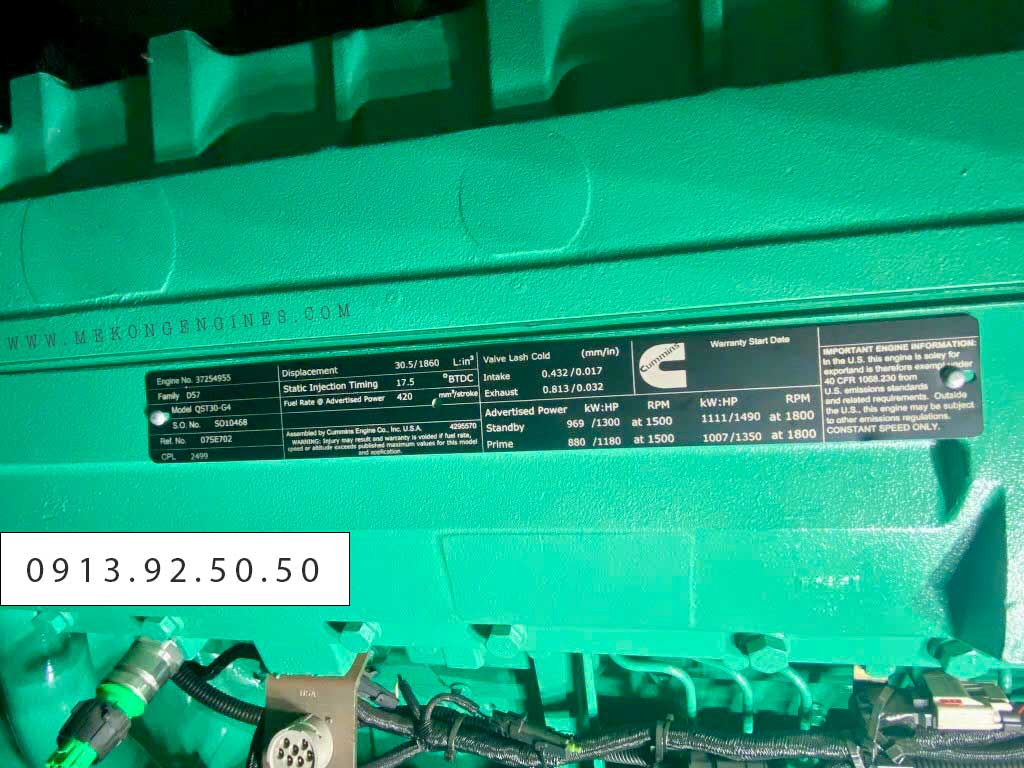 WWW.MEKONGENGINES.COM
Engine No. 37254955
Family D57
Model QST30-G4
S.O. No. SO10468
Ref. No. 075E702
CPL 2499
Displacement 30.5/1860 L:in³
Static Injection Timing 17.5 °BTDC
Fuel Rate @ Advertised Power 420 mm³/stroke
Assembled by Cummins Engine Co., Inc. U.S.A. 4295570
WARNING: Injury may result and warranty is voided if fuel rate,
speed or altitude exceeds published maximum values for this model
and application.
Valve Lash Cold (mm/in)
Intake 0.432 /0.017
Exhaust 0.813 /0.032
Cummins
Warranty Start Date
Advertised Power kW:HP RPM kW:HP RPM
Standby 969 /1300 at 1500 1111/1490 at 1800
Prime 880 /1180 at 1500 1007/1350 at 1800
IMPORTANT ENGINE INFORMATION:
In the U.S. this engine is soley for
exporland is therefore exempt under
40 CFR 1068.230 from
U.S. emissions standards
and related requirements. Outside
the U.S., this engine may be subject
to other emissions regulations.
CONSTANT SPEED ONLY.
0913.92.50.50
USA